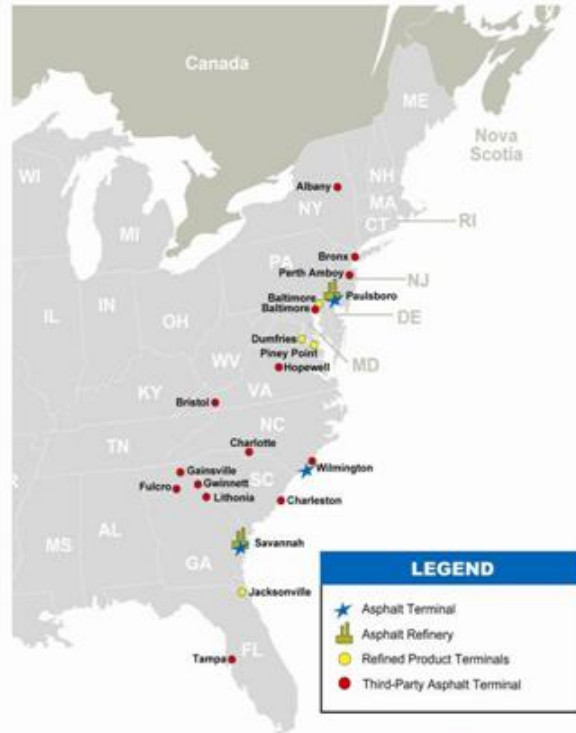 Canada
ME
Nova
Scotia
WI
Albany
NH
NY
MA
CT
RI
MI
Bronx
PA
Perth Amboy
NJ
Baltimore
Paulsboro
Baltimore
IL
IN
OH
DE
Dumfries
Piney Point
MD
WV
Hopewell
KY
VA
Bristol
NC
TN
Charlotte
Gainsville
Wilmington
SC
Gwinnett
Fulcro
Lithonia
Charleston
AL
MS
Savannah
GA
LEGEND
Jacksonville
Asphalt Terminal
Asphalt Refinery
FL
Tampa
Refined Product Terminals
Third-Party Asphalt Terminal